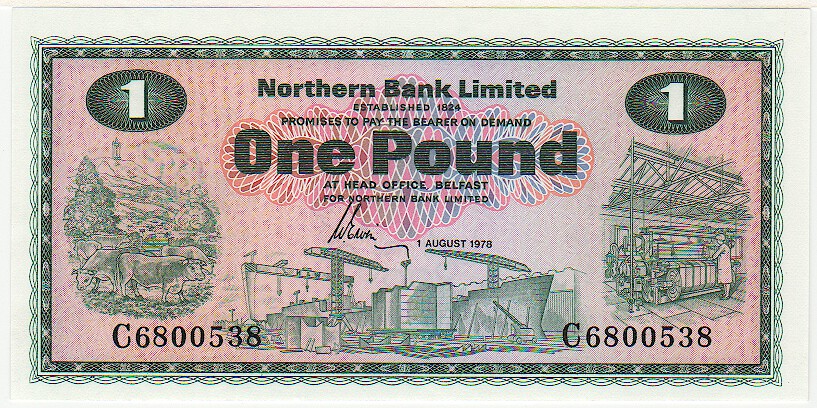 1 1
Northern Bank Limited
ESTABLISHED 1824
PROMISES TO PAY THE BEARER ON DEMAND
One Pound
AT HEAD OFFICE, BELFAST
FOR NORTHERN BANK LIMITED
1 AUGUST 1978
C6800538 C6800538